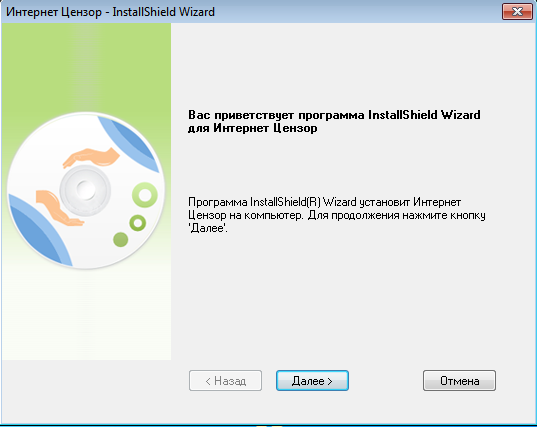 Интернет Цензор - InstallShield Wizard
Вас приветствует программа InstallShield Wizard
для Интернет Цензор
Программа InstallShield(R) Wizard установит Интернет
Цензор на компьютер. Для продолжения нажмите кнопку
'Далее'.
< Назад
Далее >
Отмена